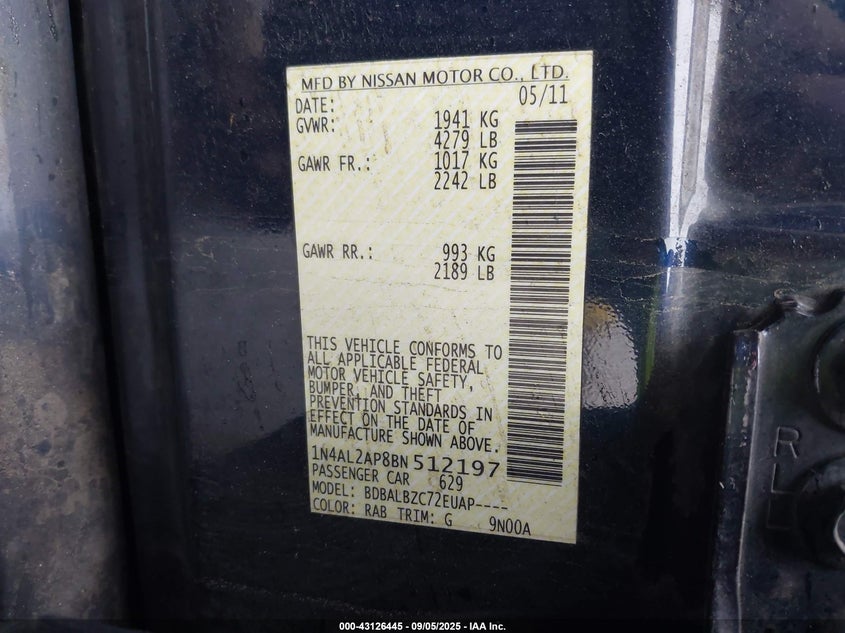 MFD BY NISSAN MOTOR CO., LTD.
DATE: 05/11
GVWR: 1941 KG
4279 LB
GAWR FR.: 1017 KG
2242 LB
GAWR RR.: 993 KG
2189 LB
THIS VEHICLE CONFORMS TO
ALL APPLICABLE FEDERAL
MOTOR VEHICLE SAFETY,
BUMPER, AND THEFT
PREVENTION STANDARDS IN
EFFECT ON THE DATE OF
MANUFACTURE SHOWN ABOVE.
1N4AL2AP8BN512197
PASSENGER CAR 629
MODEL: BDBALBZC72EUAP----
COLOR: RAB TRIM: G 9N00A
R
L
000-43126445 - 09/05/2025 - IAA Inc.